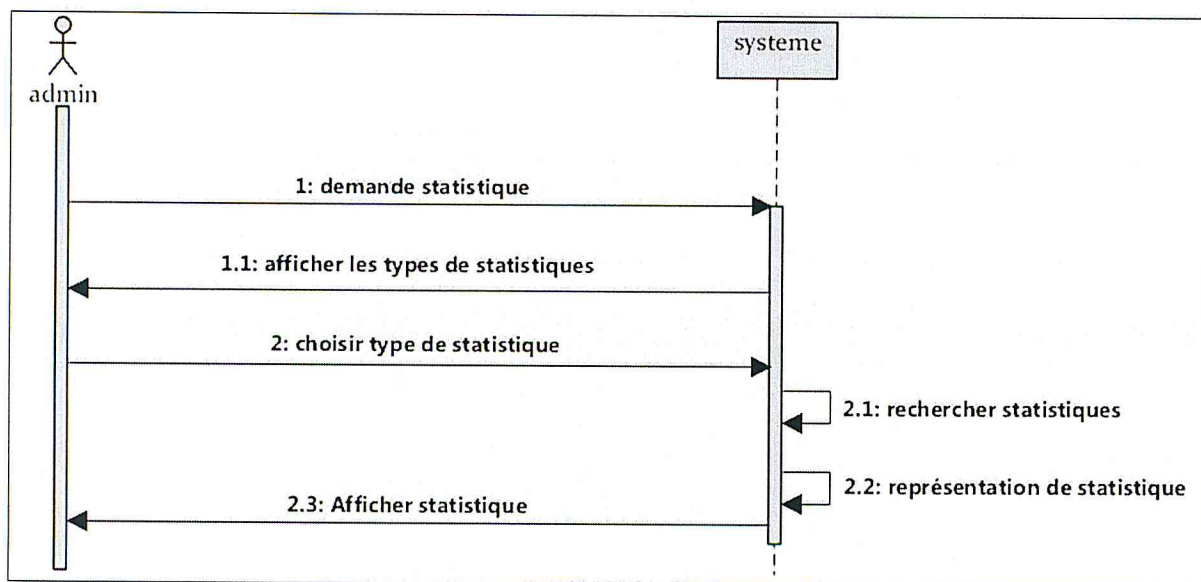 systeme
admin
1: demande statistique
1.1: afficher les types de statistiques
2: choisir type de statistique
2.1: rechercher statistiques
2.2: représentation de statistique
2.3: Afficher statistique